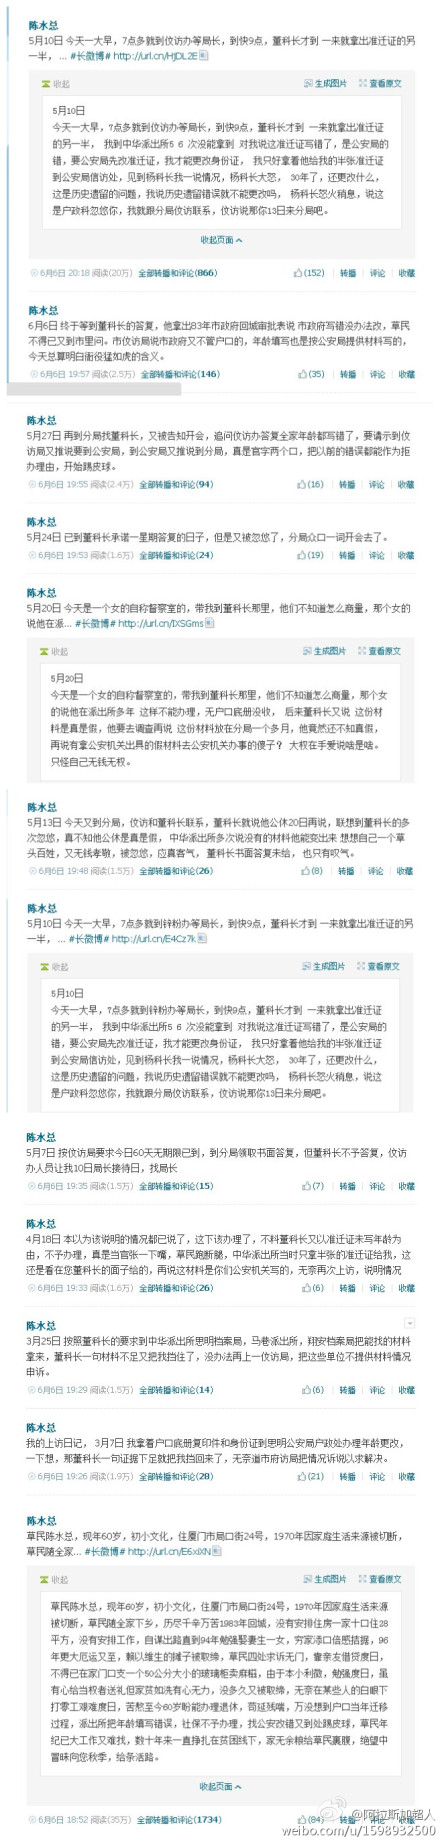 陈水总
5月10日 今天一大早，7点多就到仪访办等局长，到快9点，董科长才到 一来就拿出准迁证的另
一半， ... #长微博# http://url.cn/HjDL2E
收起 生成图片 查看原文
5月10日
今天一大早，7点多就到仪访办等局长，到快9点，董科长才到 一来就拿出准迁证
的另一半， 我到中华派出所5 6 次没能拿到 对我说这准迁证写错了，是公安局的
错，要公安局先改准迁证，我才能更改身份证， 我只好拿着他给我的半张准迁证
到公安局信访处，见到杨科长我一说情况，杨科长大怒， 30年了，还更改什么，
这是历史遗留的问题，我说历史遗留错误就不能更改吗， 杨科长怒火稍息，说这
是户政科忽悠你，我就跟分局仪访联系，仪访说那你13日来分局吧。
收起页面
6月6日 20:18 阅读(20万) 全部转播和评论(866) (152) 转播 评论 收藏
陈水总
6月6日 终于等到董科长的答复，他拿出83年市政府回城审批表说 市政府写错没办法改，草民
不得已又到市里问。市仪访局说市政府又不管户口的，年龄填写也是按公安局提供材料写的，
今天总算明白衙役猛如虎的含义。
6月6日 19:57 阅读(2.5万) 全部转播和评论(146) (35) 转播 评论 收藏
陈水总
5月27日 再到分局找董科长，又被告知开会，追问仪访办答复全家年龄都写错了，要请示到仪
访局又推说要到公安局，到公安局又推说到分局，真是官字两个口，把以前的错误都能作为拒
办理由，开始踢皮球。
6月6日 19:55 阅读(2.4万) 全部转播和评论(94) (16) 转播 评论 收藏
陈水总
5月24日 已到董科长承诺一星期答复的日子，但是又被忽悠了，分局众口一词开会去了。
6月6日 19:53 阅读(1.6万) 全部转播和评论(24) (19) 转播 评论 收藏
陈水总
5月20日 今天是一个女的自称督察室的，带我到董科长那里，他们不知道怎么商量，那个女的
说他在派... #长微博# http://url.cn/IXSGms
收起 生成图片 查看原文
5月20日
今天是一个女的自称督察室的，带我到董科长那里，他们不知道怎么商量，那个女
的说他在派出所多年 这样不能办理，无户口底册没收， 后来董科长又说 这份材
料是真是假，他要去调查再说 这份材料放在分局一个多月，他竟然还不知真假，
再说有拿公安机关出具的假材料去公安机关办事的傻子？ 大权在手爱说啥是啥。
只怪自己无钱无权。
陈水总
5月13日 今天又到分局，仪访和董科长联系，董科长就说他公休20日再说，联想到董科长的多
次忽悠，真不知他公休是真是假， 中华派出所多次说没有的材料他能变出来 想想自己一个草
头百姓，又无钱孝敬，被忽悠，应真客气， 董科长书面答复未给， 也只有叹气。
6月6日 19:48 阅读(1.5万) 全部转播和评论(26) (8) 转播 评论 收藏
陈水总
5月10日 今天一大早，7点多就到锌粉办等局长，到快9点，董科长才到 一来就拿出准迁证的另
一半， ... #长微博# http://url.cn/E4Cz7k
收起 生成图片 查看原文
5月10日
今天一大早，7点多就到锌粉办等局长，到快9点，董科长才到 一来就拿出准迁证
的另一半， 我到中华派出所5 6 次没能拿到 对我说这准迁证写错了，是公安局的
错，要公安局先改准迁证，我才能更改身份证， 我只好拿着他给我的半张准迁证
到公安局信访处，见到杨科长我一说情况，杨科长大怒， 30年了，还更改什么，
这是历史遗留的问题，我说历史遗留错误就不能更改吗， 杨科长怒火稍息，说这
是户政科忽悠你，我就跟分局仪访联系，仪访说那你13日来分局吧。
陈水总
5月7日 按仪访局要求今日60天无期限已到，到分局领取书面答复，但董科长不予答复，仪访
办人员让我10日局长接待日，找局长
6月6日 19:35 阅读(1.5万) 全部转播和评论(15) (7) 转播 评论 收藏
陈水总
4月18日 本以为该说明的情况都已说了，这下该办理了，不料董科长又以准迁证未写年龄为
由，不予办理，真是当官张一下嘴，草民跑断腿，中华派出所当时只拿半张的准迁证给我，这
还是看在您董科长的面子给的，再说这材料是你们公安机关写的，无奈再次上访，说明情况
6月6日 19:33 阅读(1.6万) 全部转播和评论(26) (6) 转播 评论 收藏
陈水总
3月25日 按照董科长的要求到中华派出所思明档案局，马巷派出所，翔安档案局把能找的材料
拿来，董科长一句材料不足又把我挡住了，没办法再上一仪访局，把这些单位不提供材料情况
申诉。
6月6日 19:29 阅读(1.5万) 全部转播和评论(14) (6) 转播 评论 收藏
陈水总
我的上访日记， 3月7日 我拿着户口底册复印件和身份证到思明公安局户政处办理年龄更改，
一下想，那董科长一句证据下足就把我挡回来了，无奈道市府访局把情况诉说以求解决。
6月6日 19:26 阅读(1.9万) 全部转播和评论(28) (21) 转播 评论 收藏
陈水总
草民陈水总，现年60岁，初小文化，住厦门市局口街24号，1970年因家庭生活来源被切断，
草民随全家... #长微博# http://url.cn/E6xiXN
收起 生成图片 查看原文
草民陈水总，现年60岁，初小文化，住厦门市局口街24号，1970年因家庭生活来源
被切断，草民随全家下乡，历尽千辛万苦1983年回城，没有安排住房一家十口住28
平方，没有安排工作，自谋出路直到94年勉强娶妻生一女，穷家添口倍感拮据，96
年更大厄运又至，赖以维生的摊子被取缔，草民四处求诉无门，靠亲友借贷度日，
不得已在家门口支一个50公分大小的玻璃柜卖麻糍，由于本小利微，勉强度日，虽
有心给当权者送礼但家贫如洗有心无力，没多久又被取缔，无奈在某些人的白眼下
打零工艰难度日，苦熬至今60岁盼能办理退休，苟延残喘，万没想到户口当年迁移
过程，派出所把年龄填写错误，社保不予办理，找公安改错又到处踢皮球，草民年
纪已大工作又难找，数十年来一直挣扎在贫困线下，家无余粮给草民裹腹，绝望中
冒昧向您秋季，给条活路。
收起页面
6月6日 18:52 阅读(35万) 全部转播和评论(1734) (84) 转播 评论 收藏
@阿拉斯加超人
weibo.com/u/1598932500